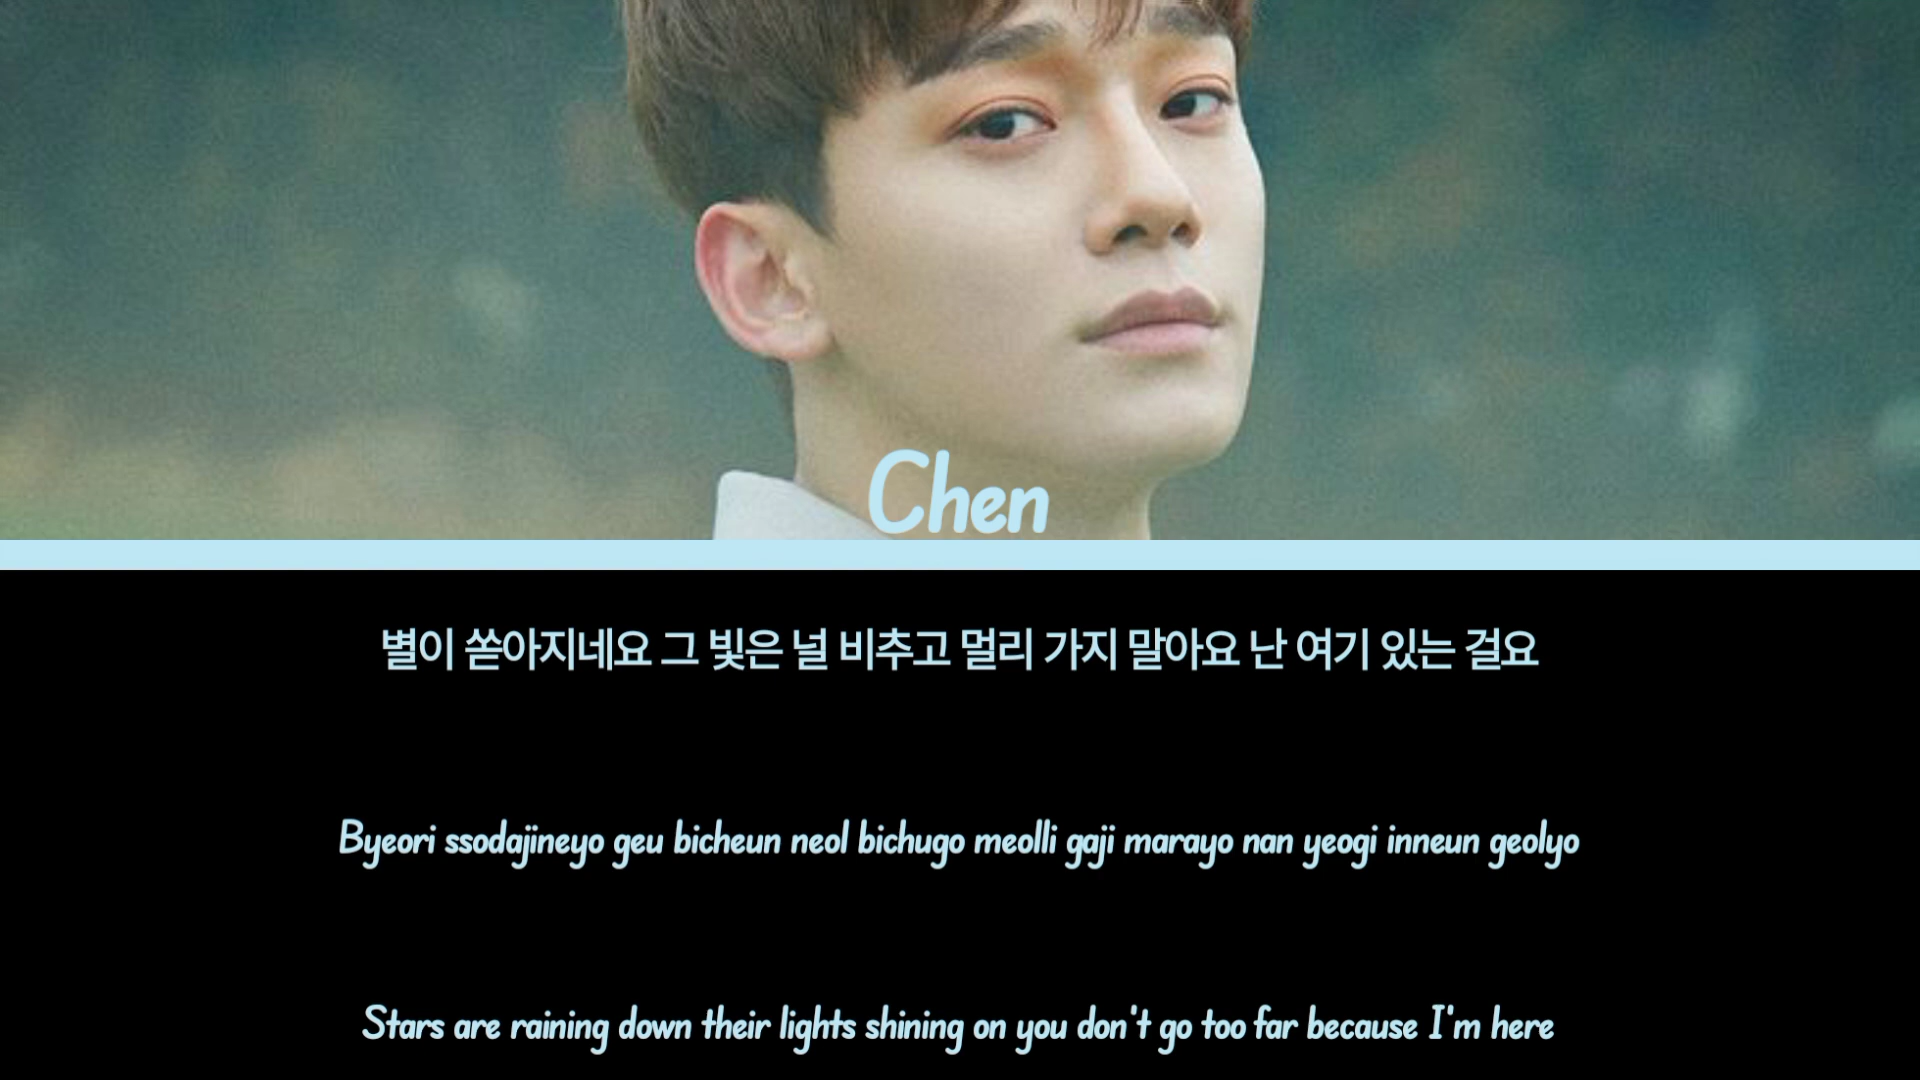 Chen
별이 쏟아지네요 그 빛은 널 비추고 멀리 가지 말아요 난 여기 있는 걸요
Byeori ssodajineyo geu bicheun neol bichugo meolli gaji marayo nan yeogi inneun geolyo
Stars are raining down their lights shining on you don't go too far because I'm here